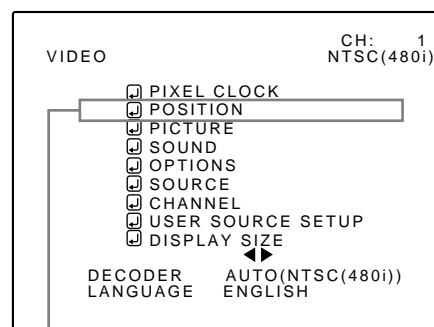 CH: 1
VIDEO NTSC(480i)
PIXEL CLOCK
POSITION
PICTURE
SOUND
OPTIONS
SOURCE
CHANNEL
USER SOURCE SETUP
DISPLAY SIZE
DECODER AUTO(NTSC(480i))
LANGUAGE ENGLISH